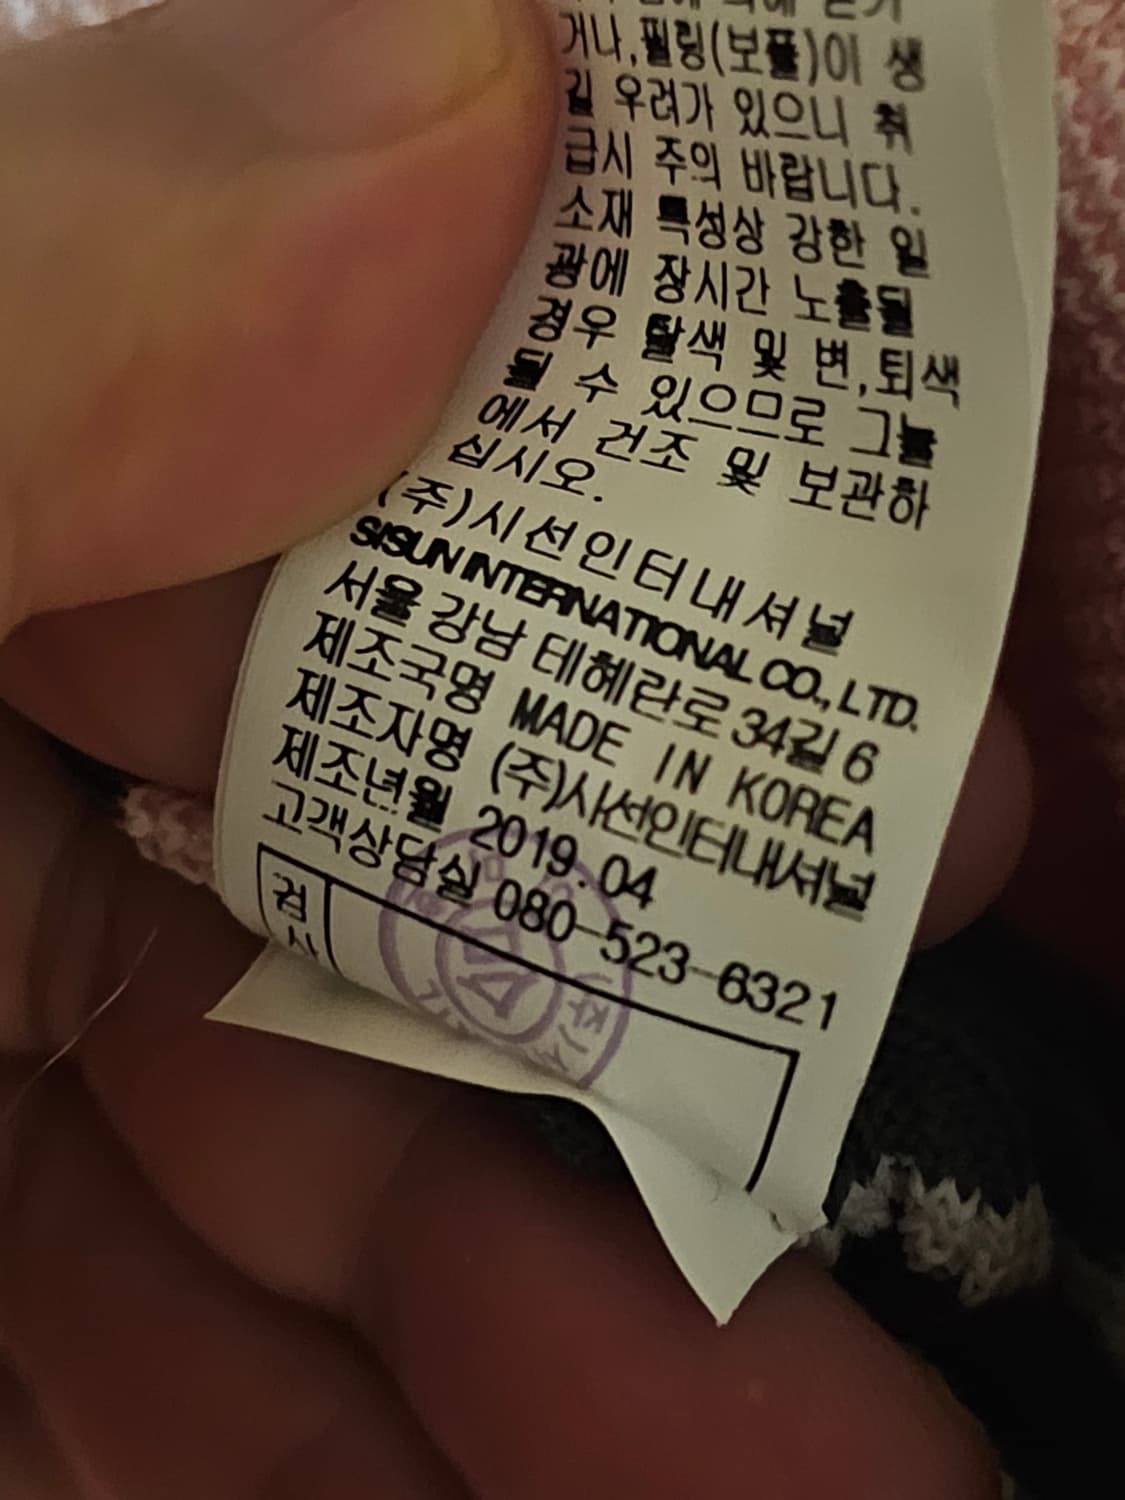 거나,필링(보풀)이 생
길 우려가 있으니 취
급시 주의 바랍니다.
소재 특성상 강한 일
광에 장시간 노출될
경우 탈색 및 변,퇴색
될 수 있으므로 그늘
에서 건조 및 보관하
십시오.
(주)시선인터내셔널
SISUN INTERNATIONAL CO., LTD.
서울 강남 테헤란로 34길 6
제조국명 MADE IN KOREA
제조자명 (주)시선인터내셔널
제조년월 2019.04
고객상담실 080-523-6321
검